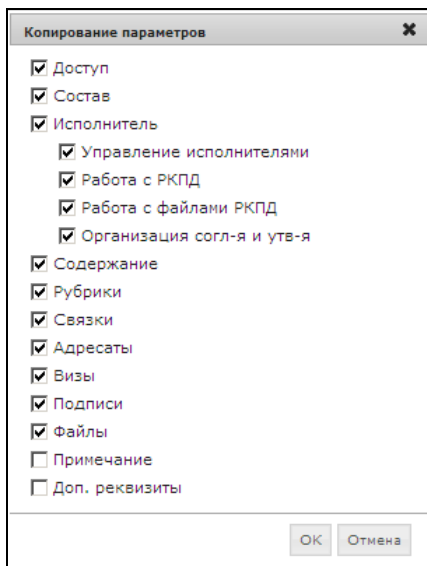 Копирование параметров
Доступ
Состав
Исполнитель
Управление исполнителями
Работа с РКПД
Работа с файлами РКПД
Организация согл-я и утв-я
Содержание
Рубрики
Связки
Адресаты
Визы
Подписи
Файлы
Примечание
Доп. реквизиты
OK Отмена